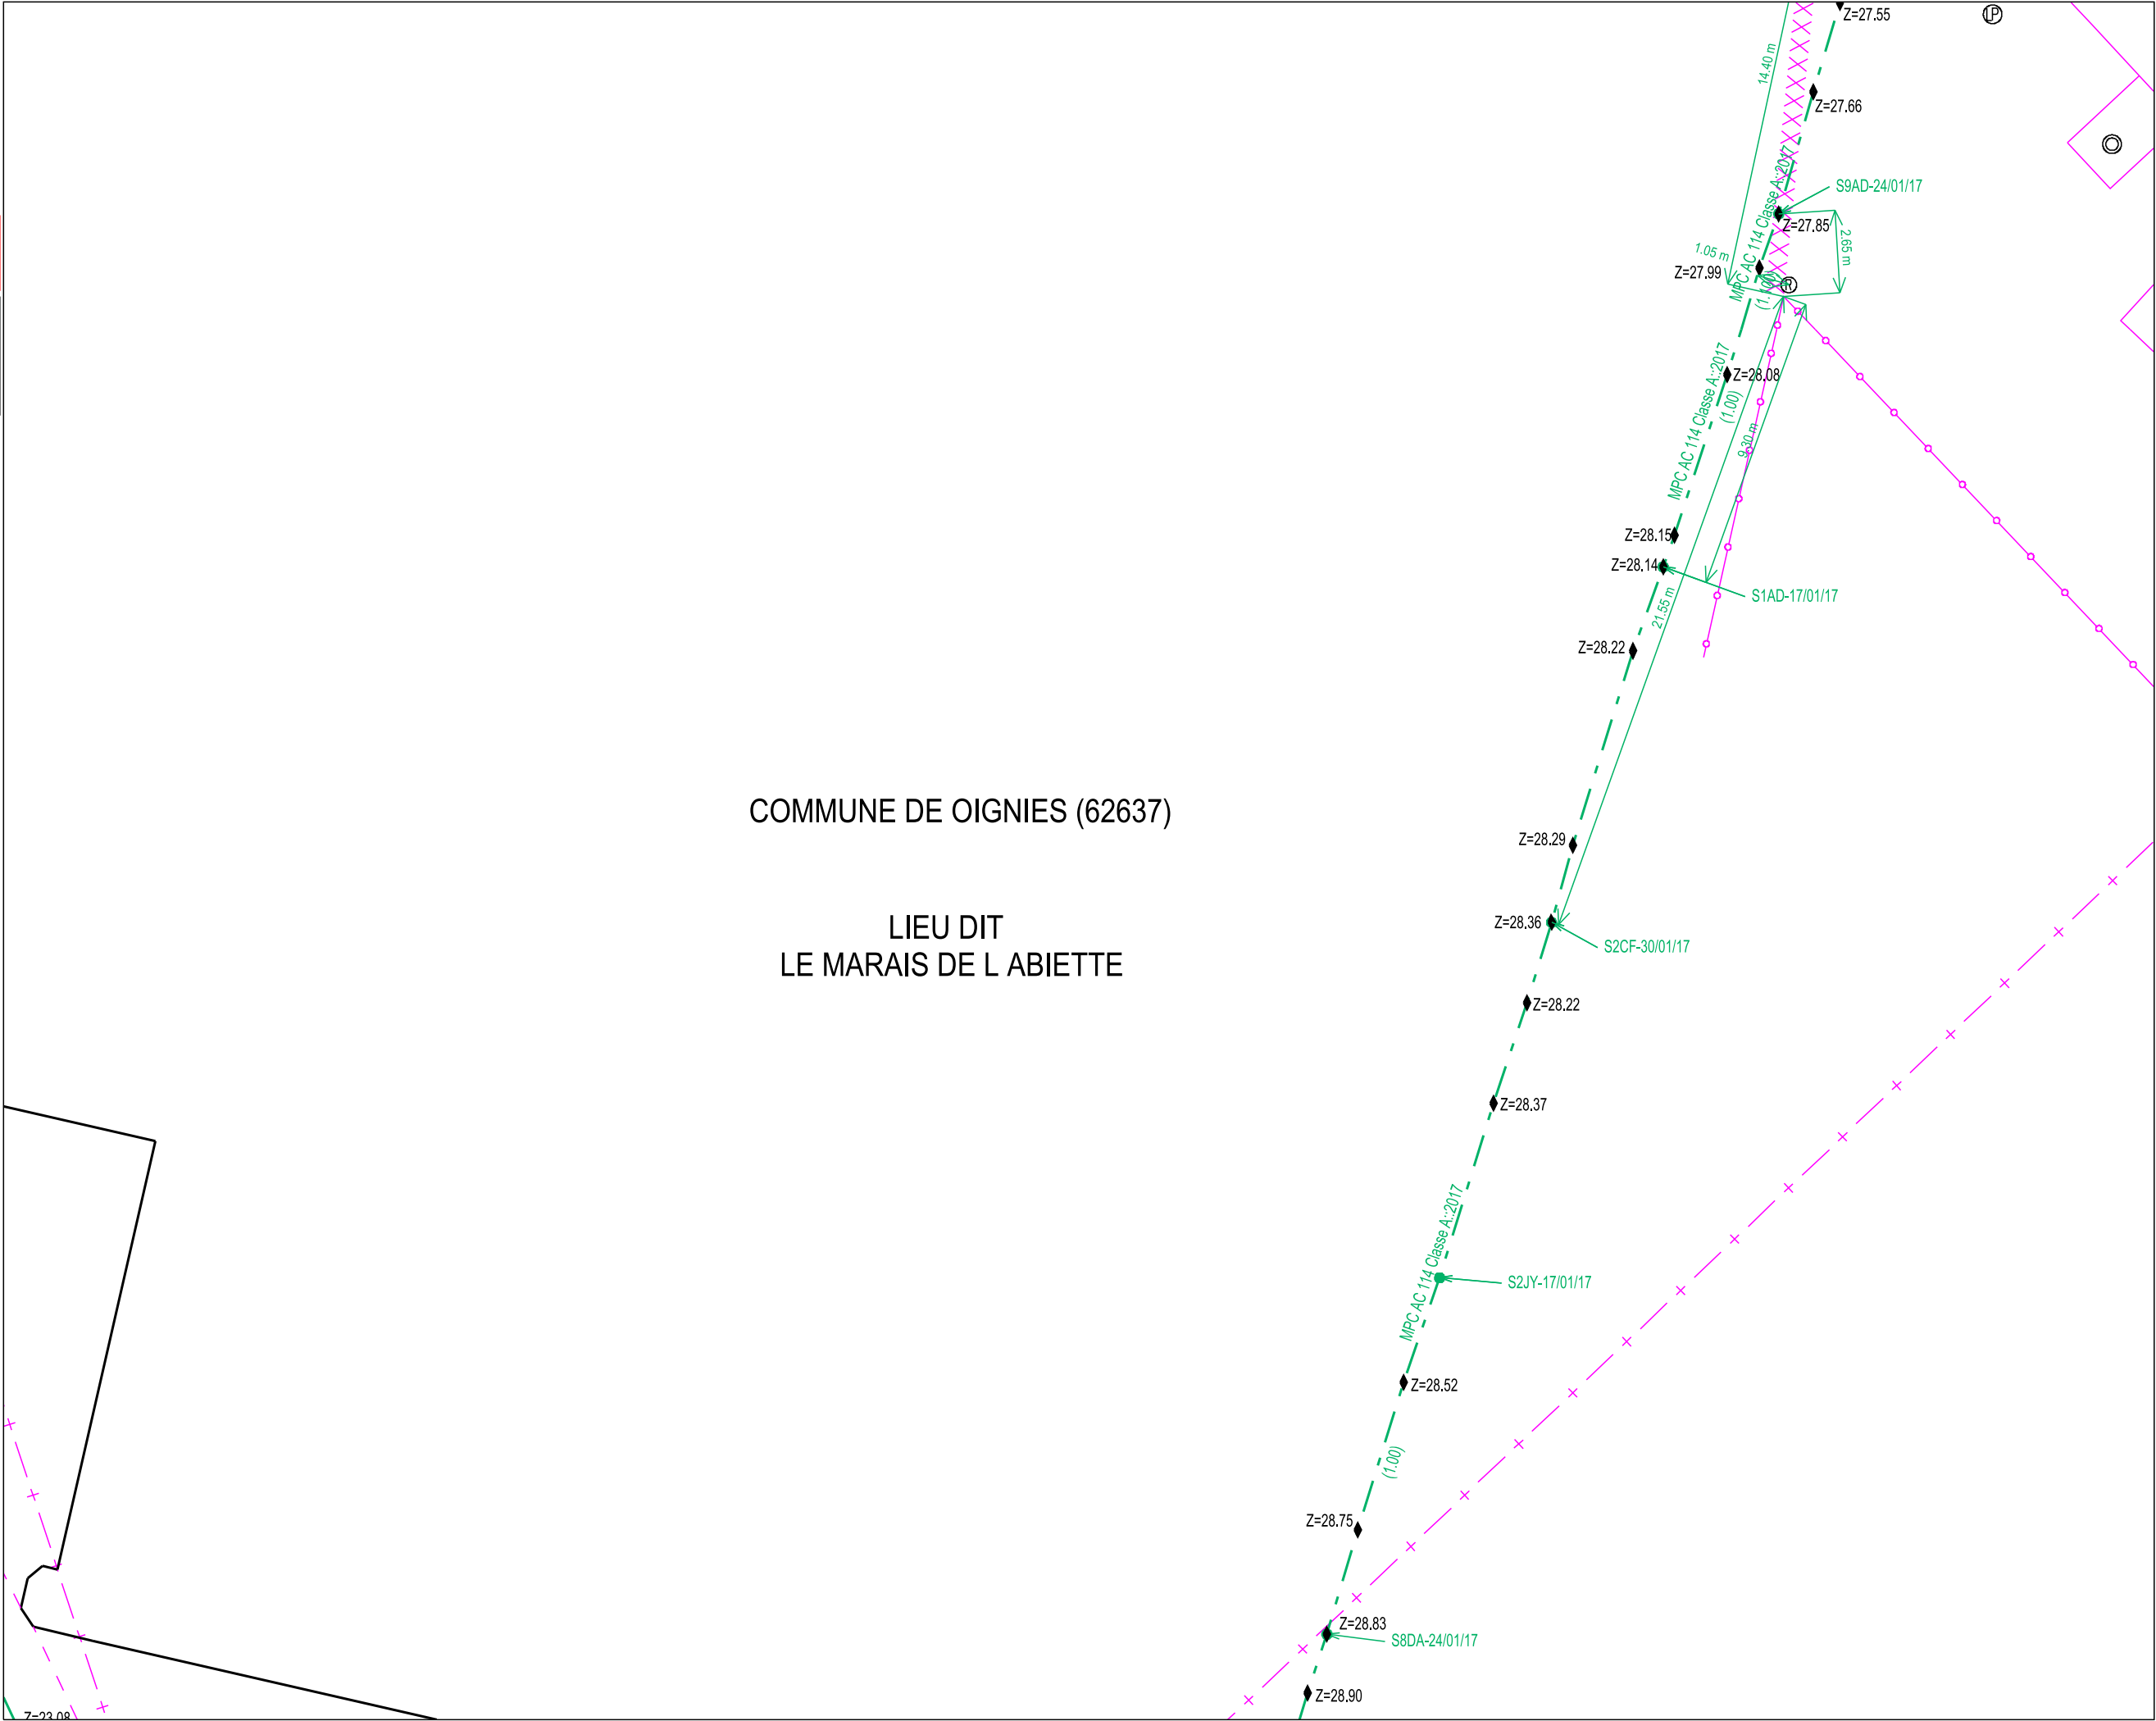 Z=27.55
LP
14.40 m
Z=27.66
MPC AC 114 Classe A::2017
S9AD-24/01/17
Z=27.85
2.65 m
1.05 m
Z=27.99
R
MPC AC 114 Classe A::2017
Z=28.08
(1.00)
9.30 m
Z=28.15
Z=28.14
S1AD-17/01/17
21.55 m
Z=28.22
COMMUNE DE OIGNIES (62637)
Z=28.29
LIEU DIT
LE MARAIS DE L ABIETTE
Z=28.36
S2CF-30/01/17
Z=28.22
Z=28.37
MPC AC 114 Classe A::2017
S2JY-17/01/17
Z=28.52
(1.00)
Z=28.75
Z=28.83
S8DA-24/01/17
Z=28.90
Z=23.08